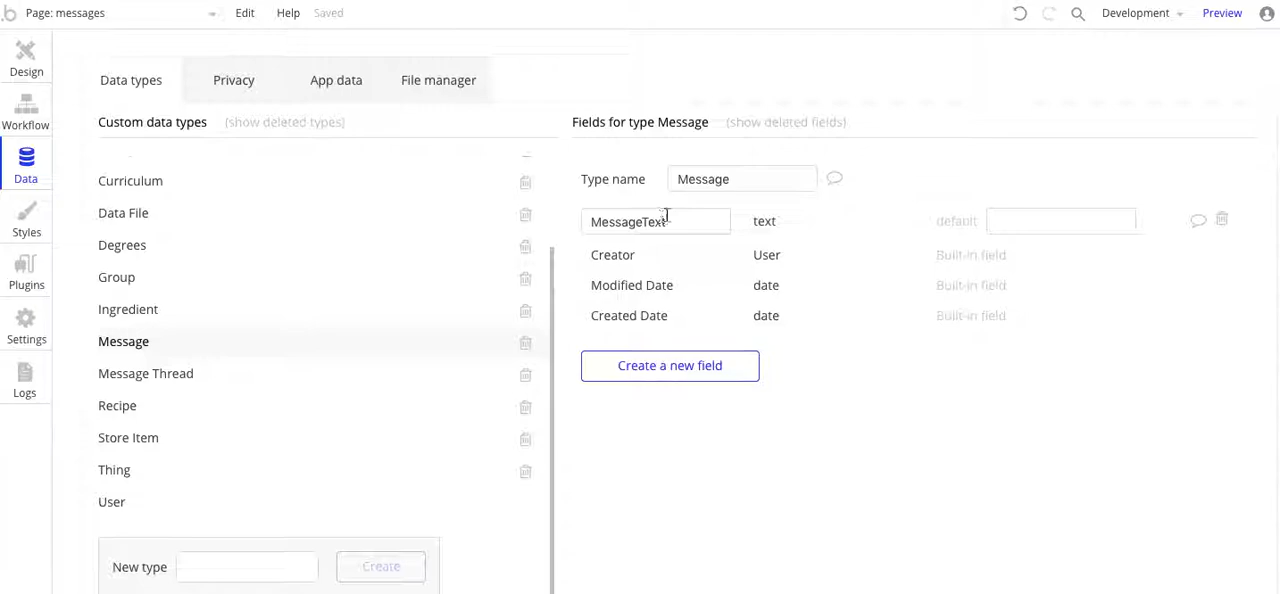 Page: messages Edit Help Saved Development Preview
Design
Workflow
Data
Styles
Plugins
Settings
Logs
Data types Privacy App data File manager
Custom data types (show deleted types)
Curriculum
Data File
Degrees
Group
Ingredient
Message
Message Thread
Recipe
Store Item
Thing
User
New type Create
Fields for type Message (show deleted fields)
Type name Message
MessageText text default
Creator User Built-in field
Modified Date date Built-in field
Created Date date Built-in field
Create a new field